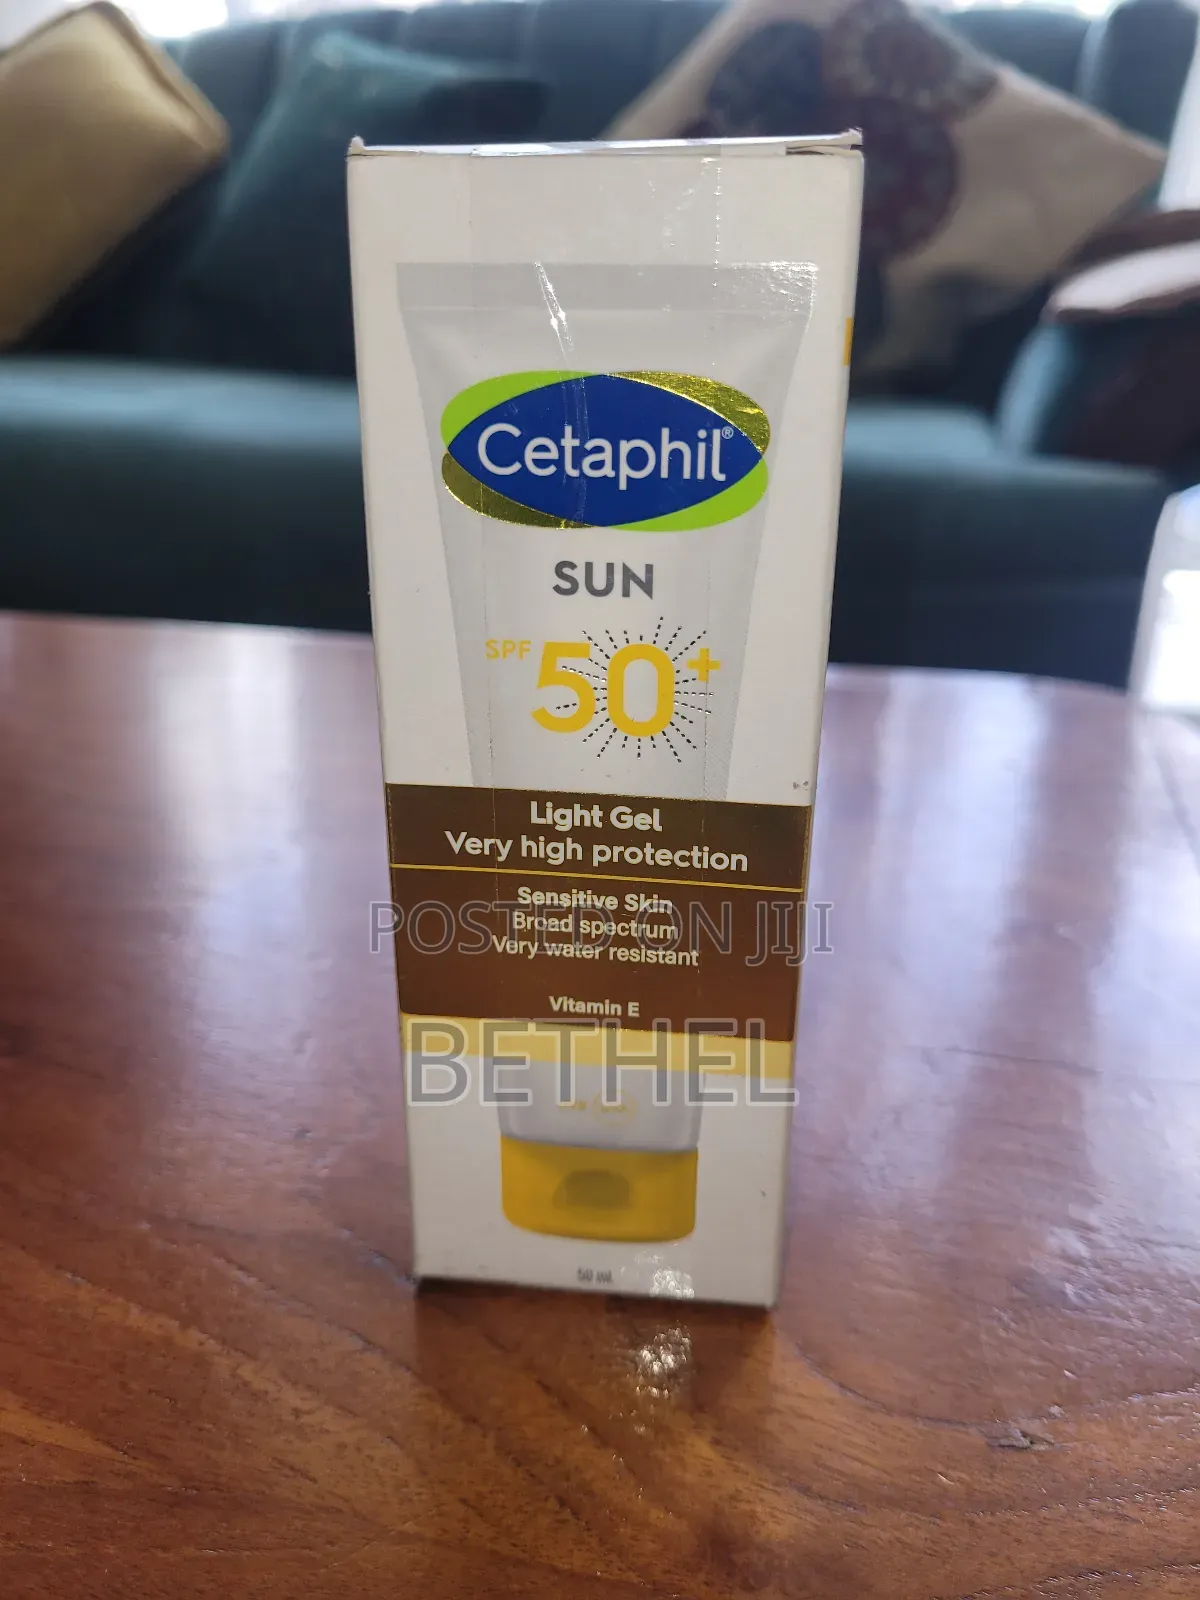 Cetaphil®
SUN
SPF 50+
Light Gel
Very high protection
Sensitive Skin
Broad spectrum
POSTED ON JIJI
Very water resistant
Vitamin E
BETHEL
50 ml